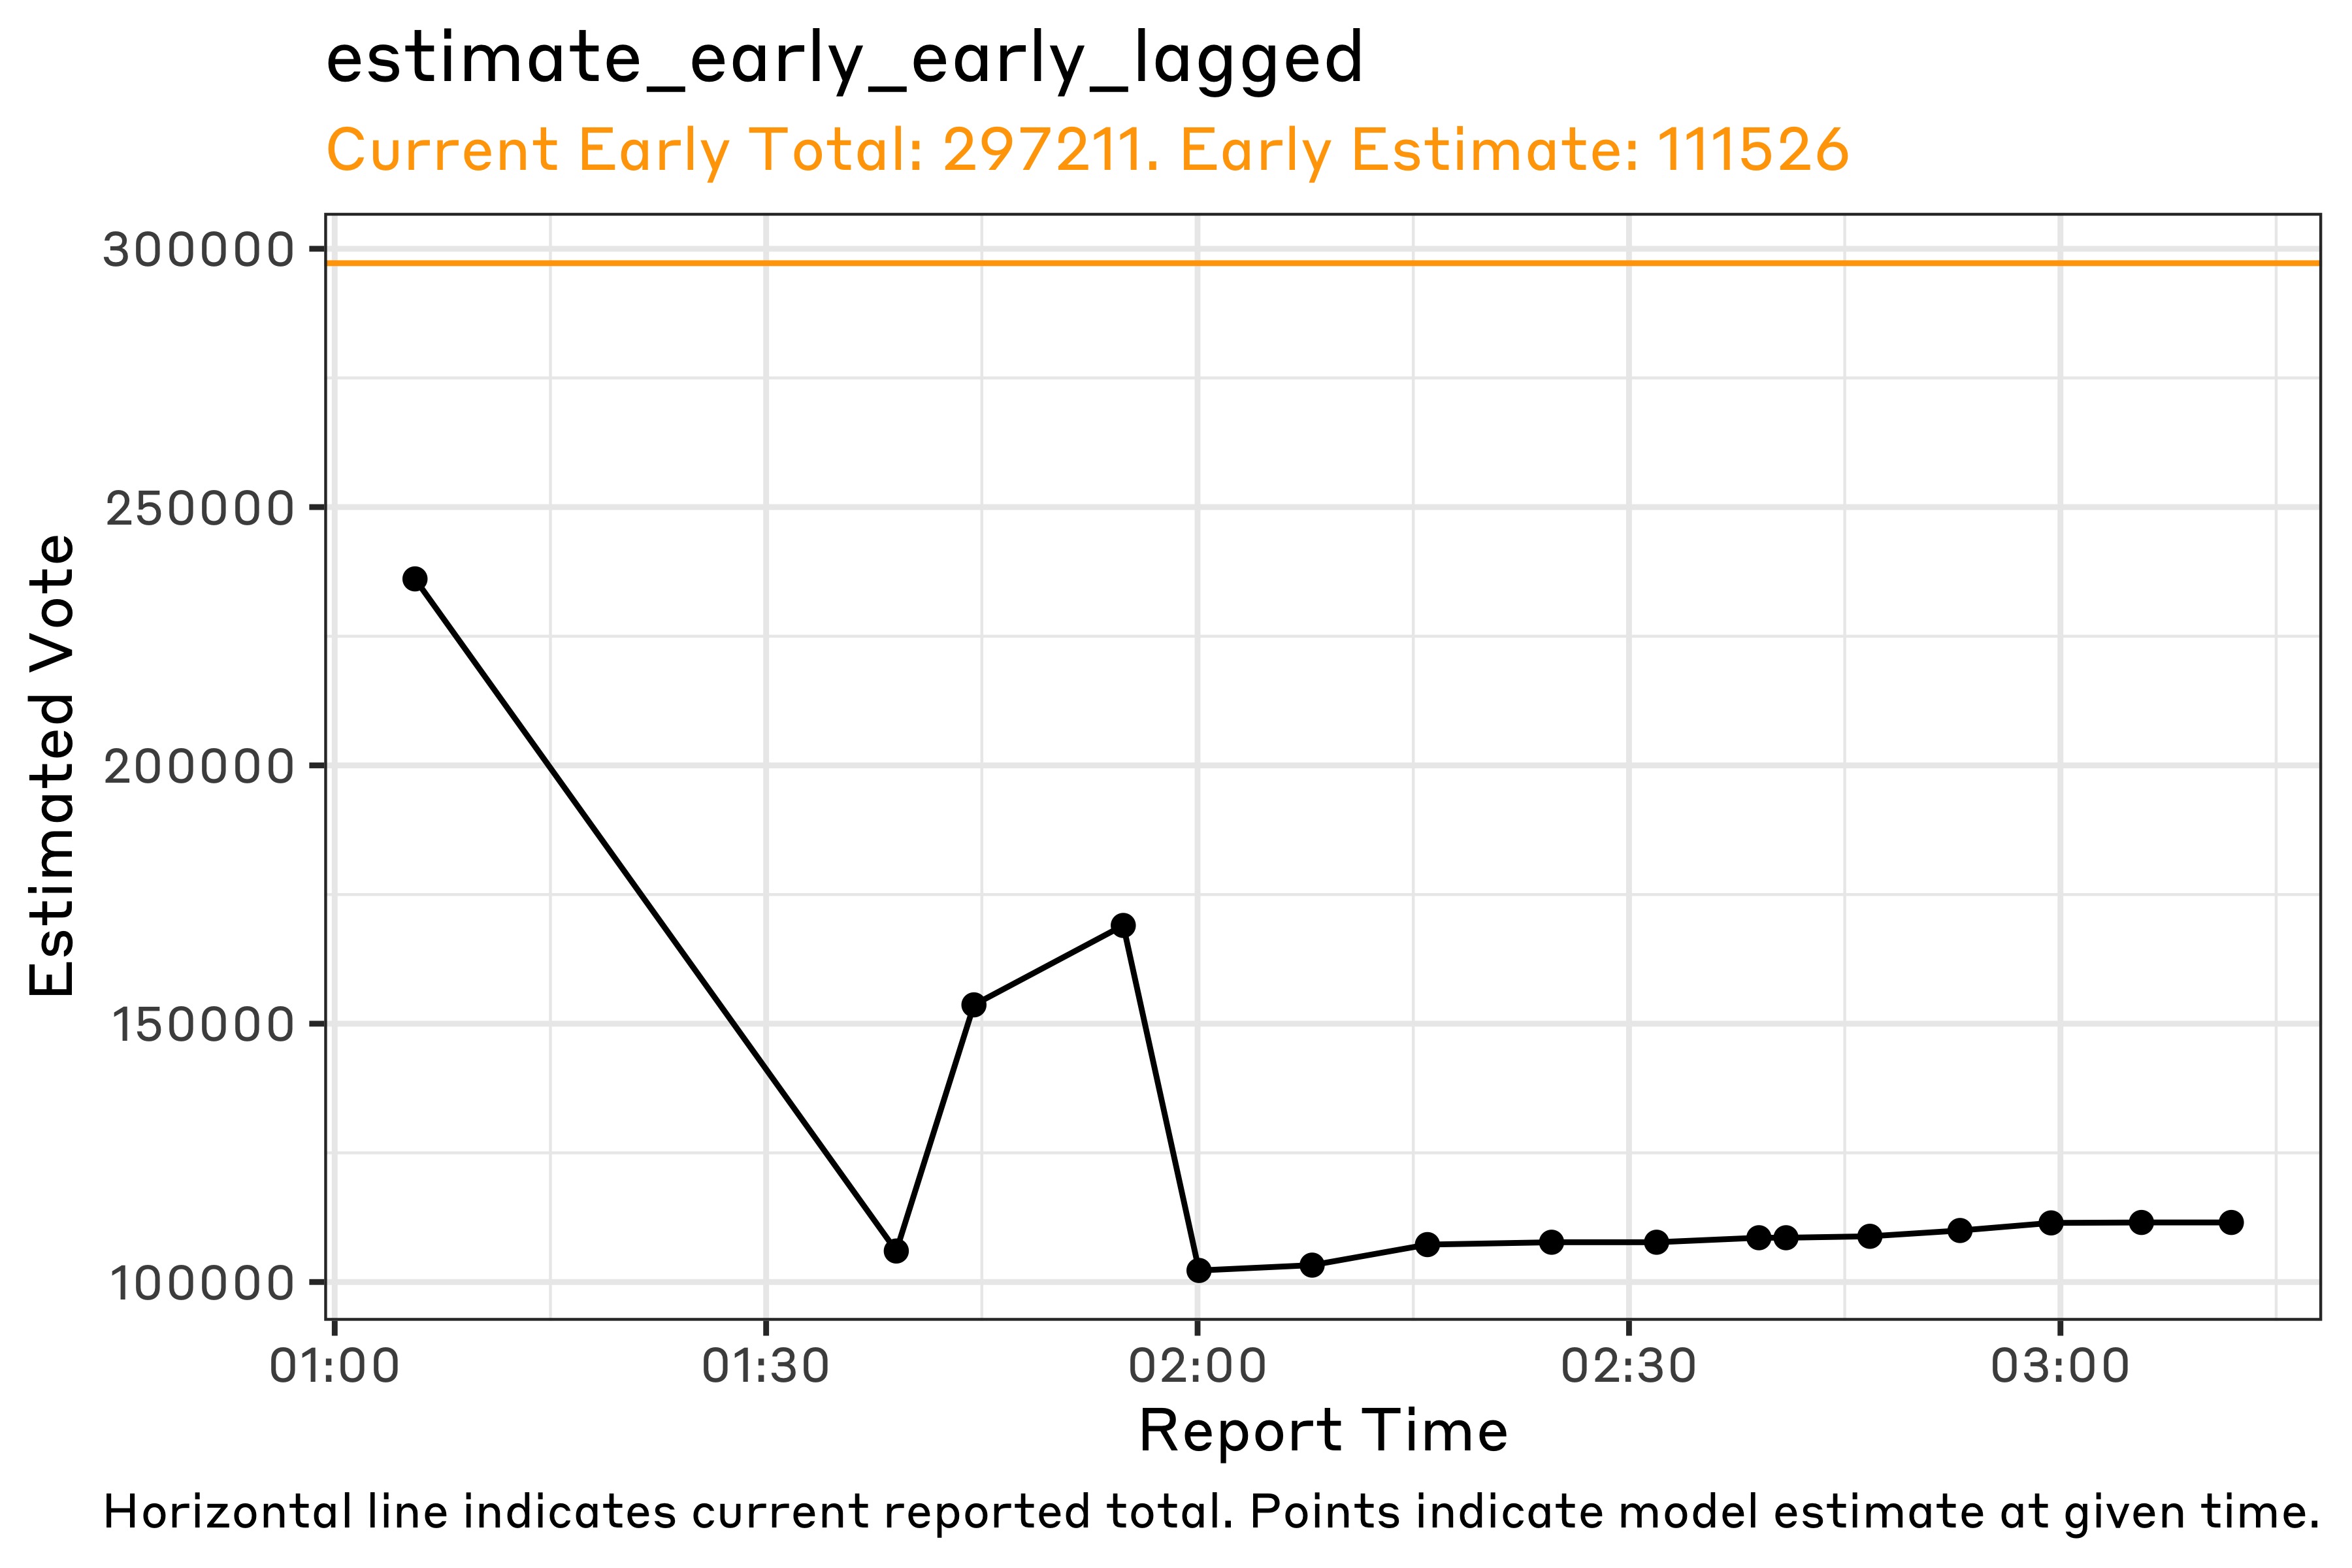 estimate_early_early_lagged
Current Early Total: 297211. Early Estimate: 111526
300000
250000
200000
150000
100000
Estimated Vote
01:00 01:30 02:00 02:30 03:00
Report Time
Horizontal line indicates current reported total. Points indicate model estimate at given time.